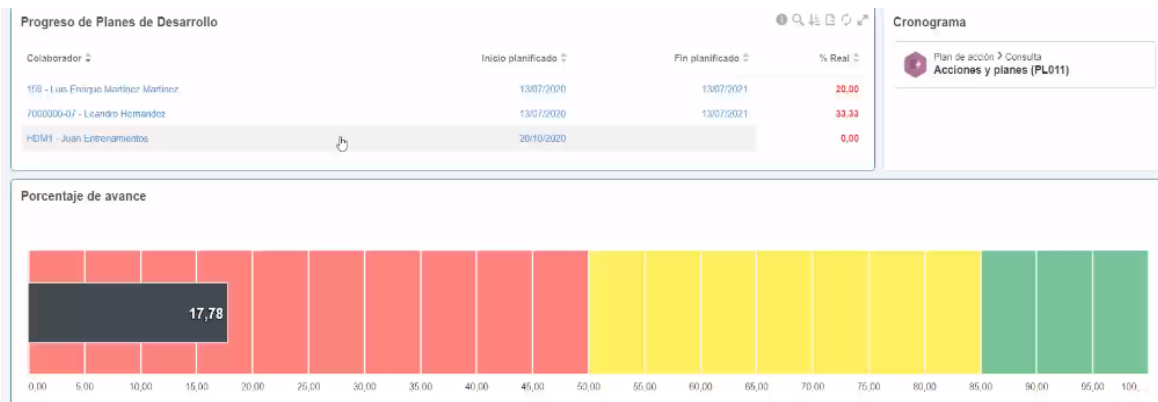 Progreso de Planes de Desarrollo
Colaborador Inicio planificado Fin planificado % Real
159 - Luis Enrique Martínez Martínez 13/07/2020 13/07/2021 20,00
7000000-07 - Leandro Hernandez 13/07/2020 13/07/2021 33,33
HDM1 - Juan Entrenamientos 20/10/2020 0,00
Cronograma
Plan de acción > Consulta
Acciones y planes (PL011)
Porcentaje de avance
17,78
0,00 5,00 10,00 15,00 20,00 25,00 30,00 35,00 40,00 45,00 50,00 55,00 60,00 65,00 70,00 75,00 80,00 85,00 90,00 95,00 100,...